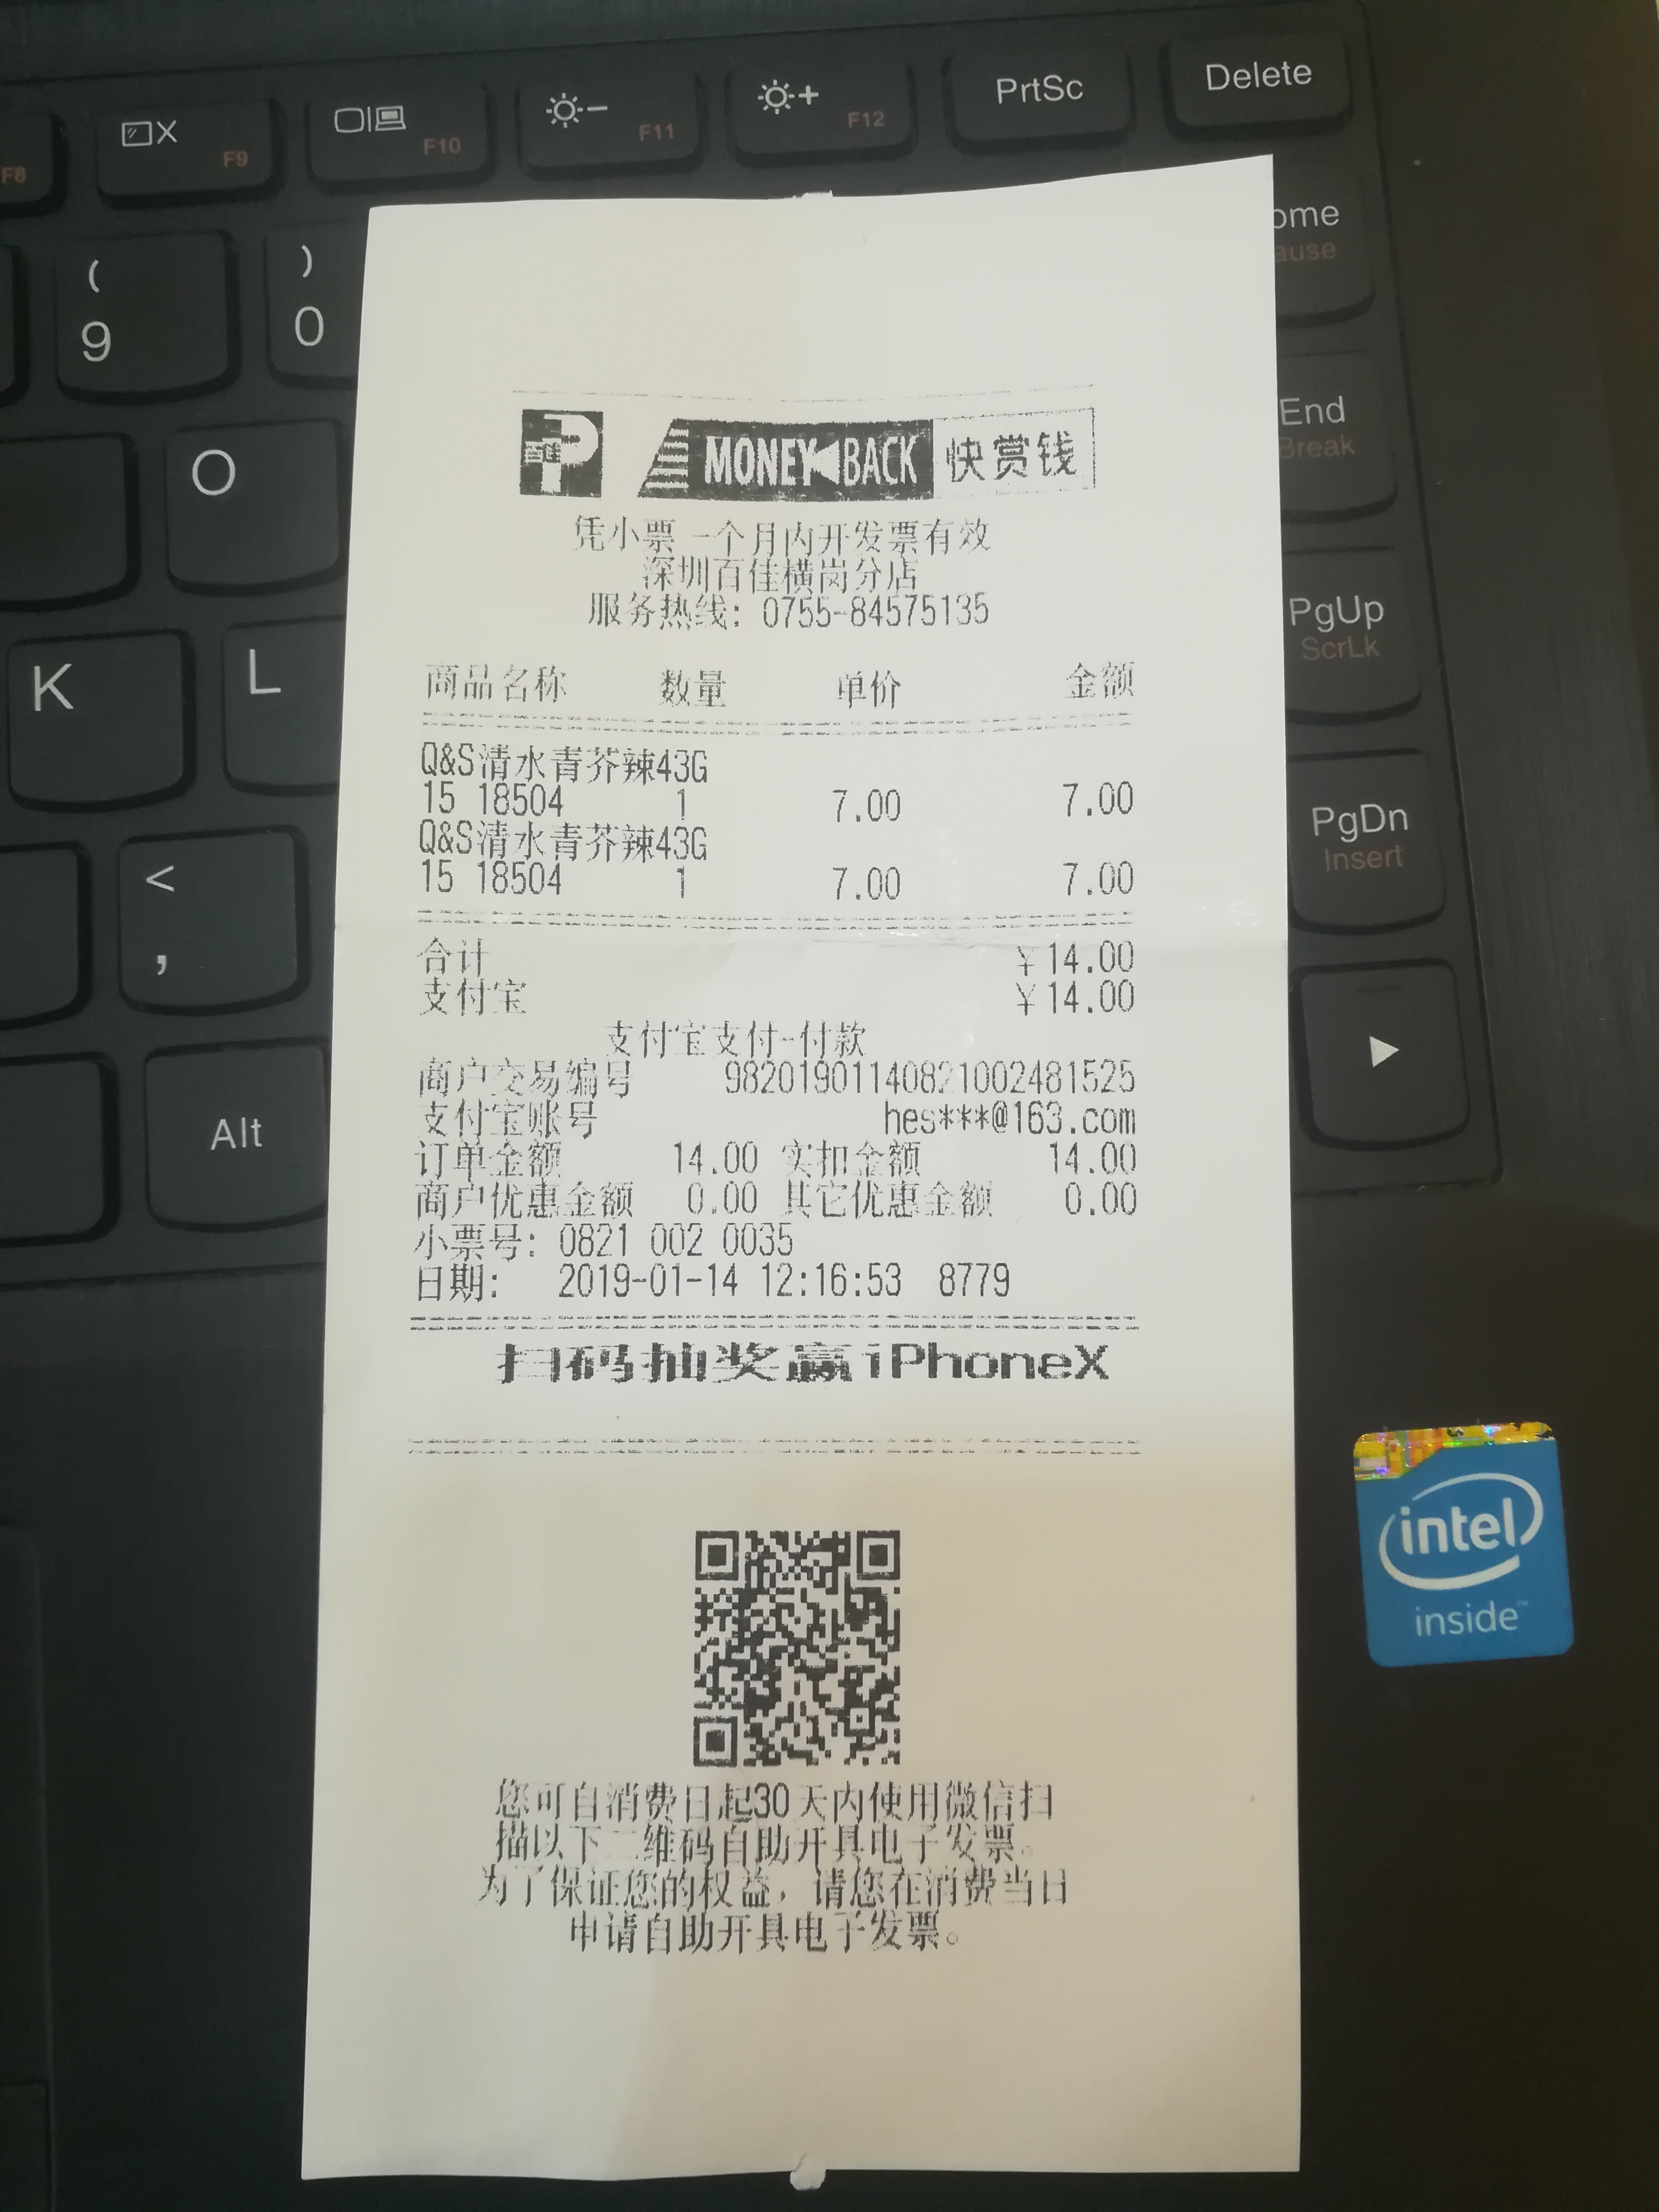 F8
F9
F10
F11
F12
PrtSc
Delete
ome
ause
(
9
)
0
End
Break
O
PgUp
ScrLk
K
L
PgDn
Insert
<
,
Alt
百佳
MONEY BACK 快赏钱
凭小票一个月内开发票有效
深圳百佳横岗分店
服务热线: 0755-84575135
商品名称 数量 单价 金额
Q&S清水青芥辣43G
15 18504 1 7.00 7.00
Q&S清水青芥辣43G
15 18504 1 7.00 7.00
合计 ¥14.00
支付宝 ¥14.00
支付宝支付-付款
商户交易编号 98201901140821002481525
支付宝账号 hes***@163.com
订单金额 14.00 实扣金额 14.00
商户优惠金额 0.00 其它优惠金额 0.00
小票号: 0821 002 0035
日期: 2019-01-14 12:16:53 8779
扫码抽奖赢iPhoneX
您可自消费日起30天内使用微信扫
描以下二维码自助开具电子发票。
为了保证您的权益，请您在消费当日
申请自助开具电子发票。
intel
inside™